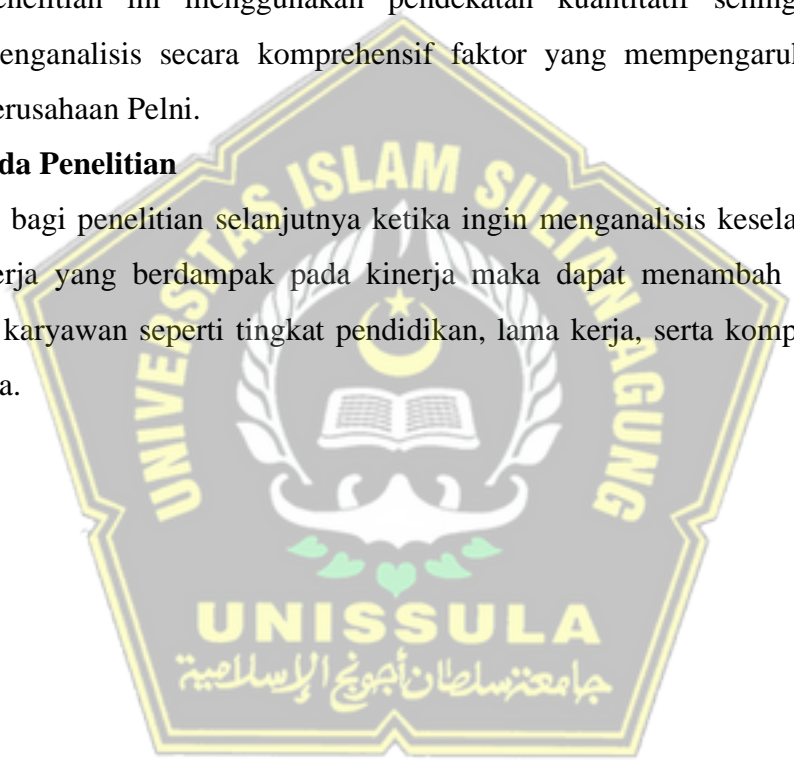 enelitian ini menggunakan pendekatan kuantitatif sehing
enganalisis secara komprehensif faktor yang mempengaruh
erusahaan Pelni.
da Penelitian
bagi penelitian selanjutnya ketika ingin menganalisis kesela
erja yang berdampak pada kinerja maka dapat menambah
karyawan seperti tingkat pendidikan, lama kerja, serta komp
a.
UNIVERSITAS ISLAM SULTAN AGUNG
UNISSULA
جامعة سلطان أجونج الإسلامية